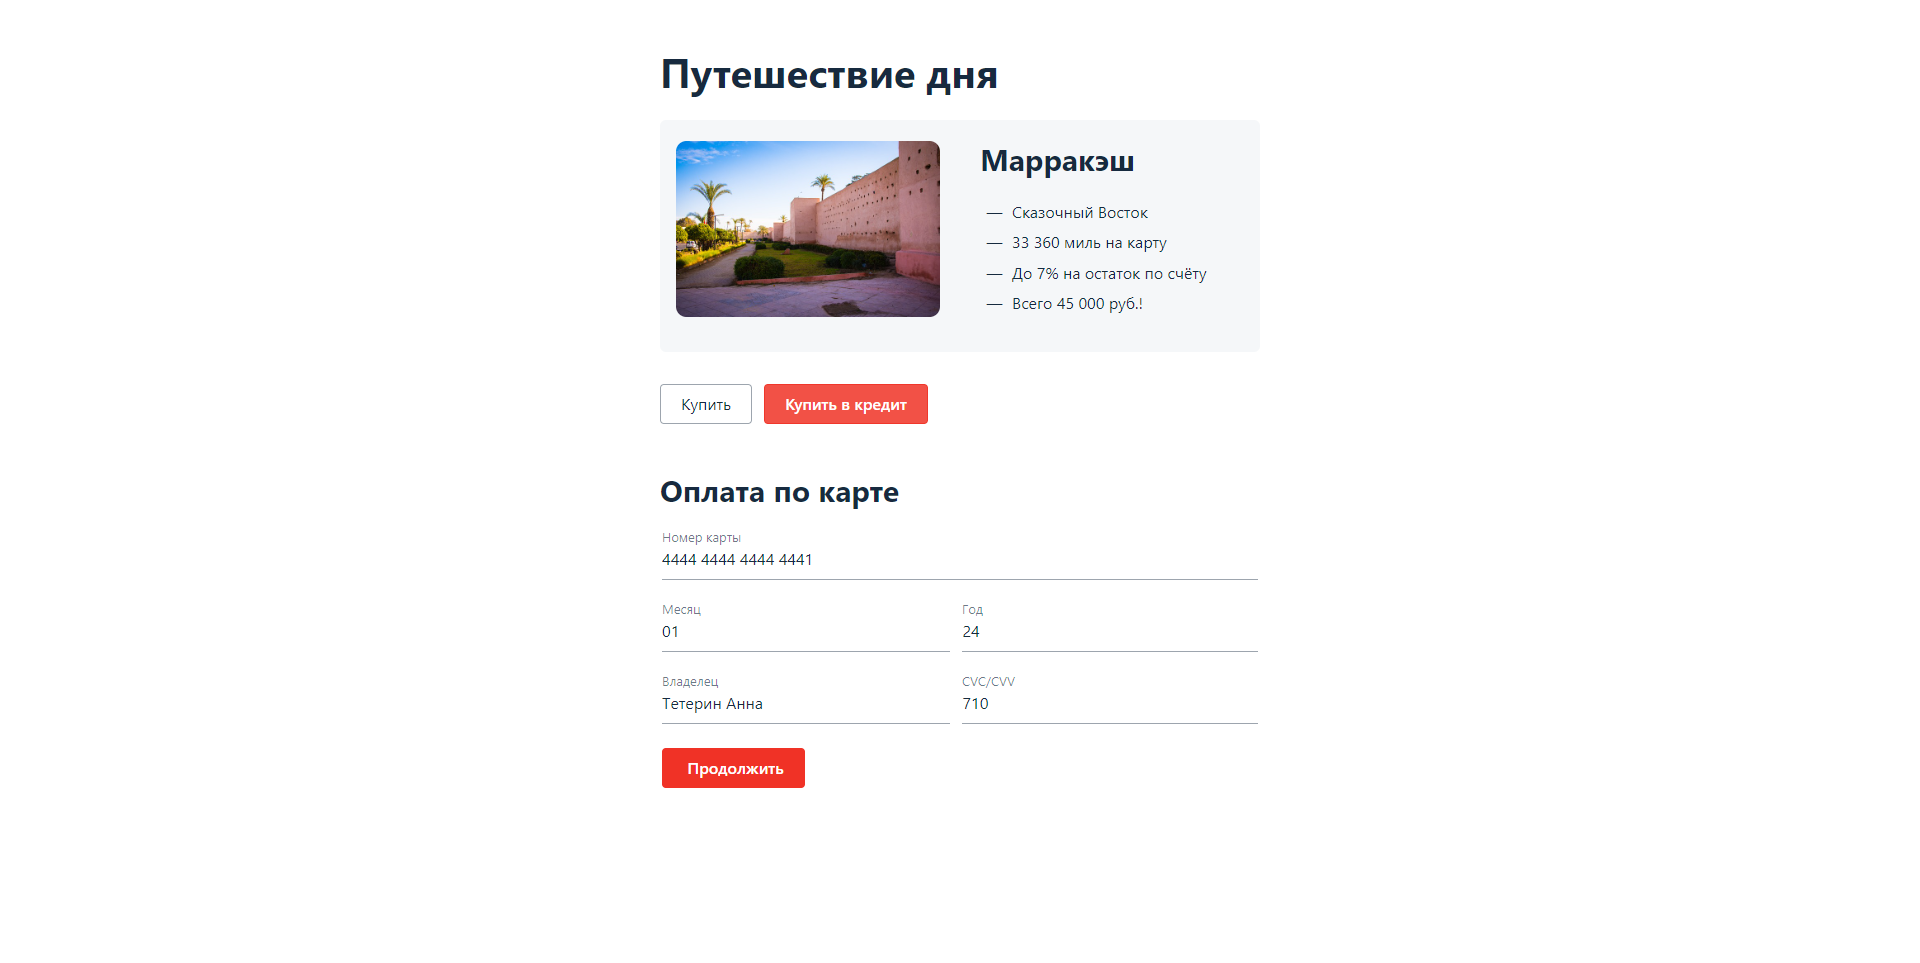 Путешествие дня
Марракэш
— Сказочный Восток
— 33 360 миль на карту
— До 7% на остаток по счёту
— Всего 45 000 руб.!
Купить
Купить в кредит
Оплата по карте
Номер карты
4444 4444 4444 4441
Месяц
Год
01
24
Владелец
CVC/CVV
Тетерин Анна
710
Продолжить